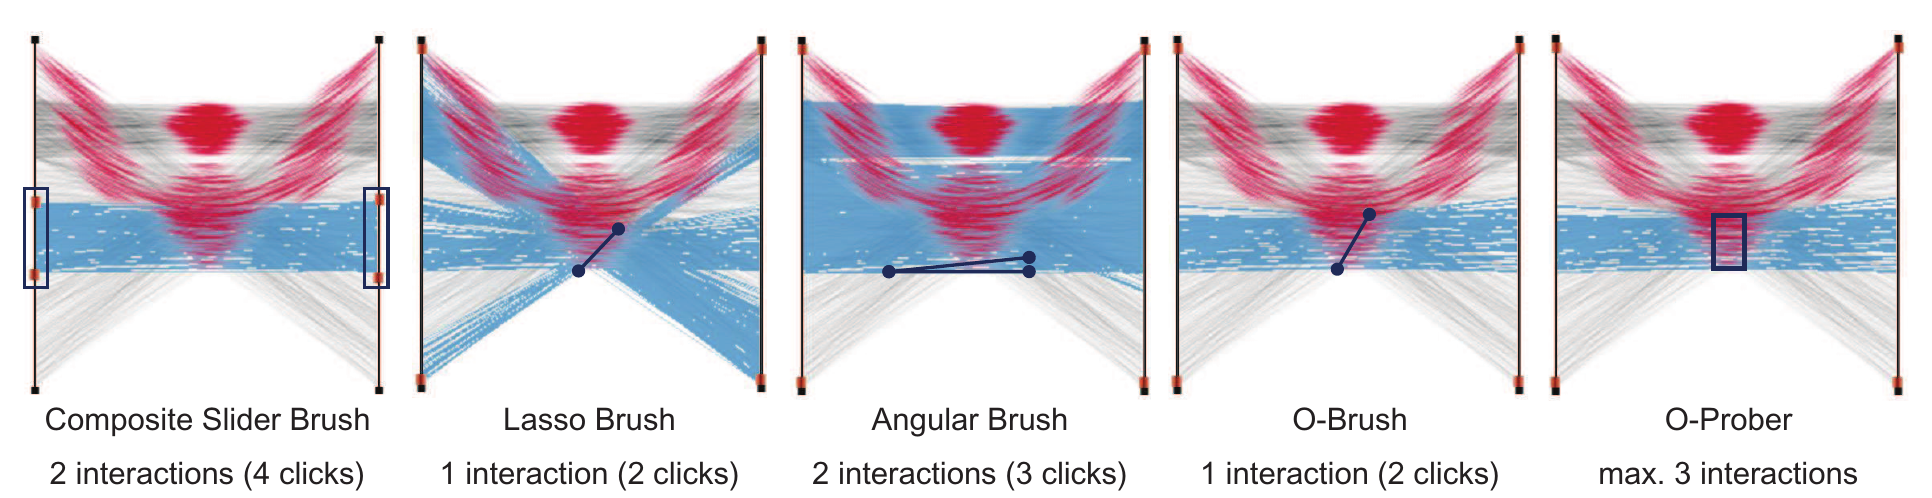 Composite Slider Brush
2 interactions (4 clicks)
Lasso Brush
1 interaction (2 clicks)
Angular Brush
2 interactions (3 clicks)
O-Brush
1 interaction (2 clicks)
O-Prober
max. 3 interactions